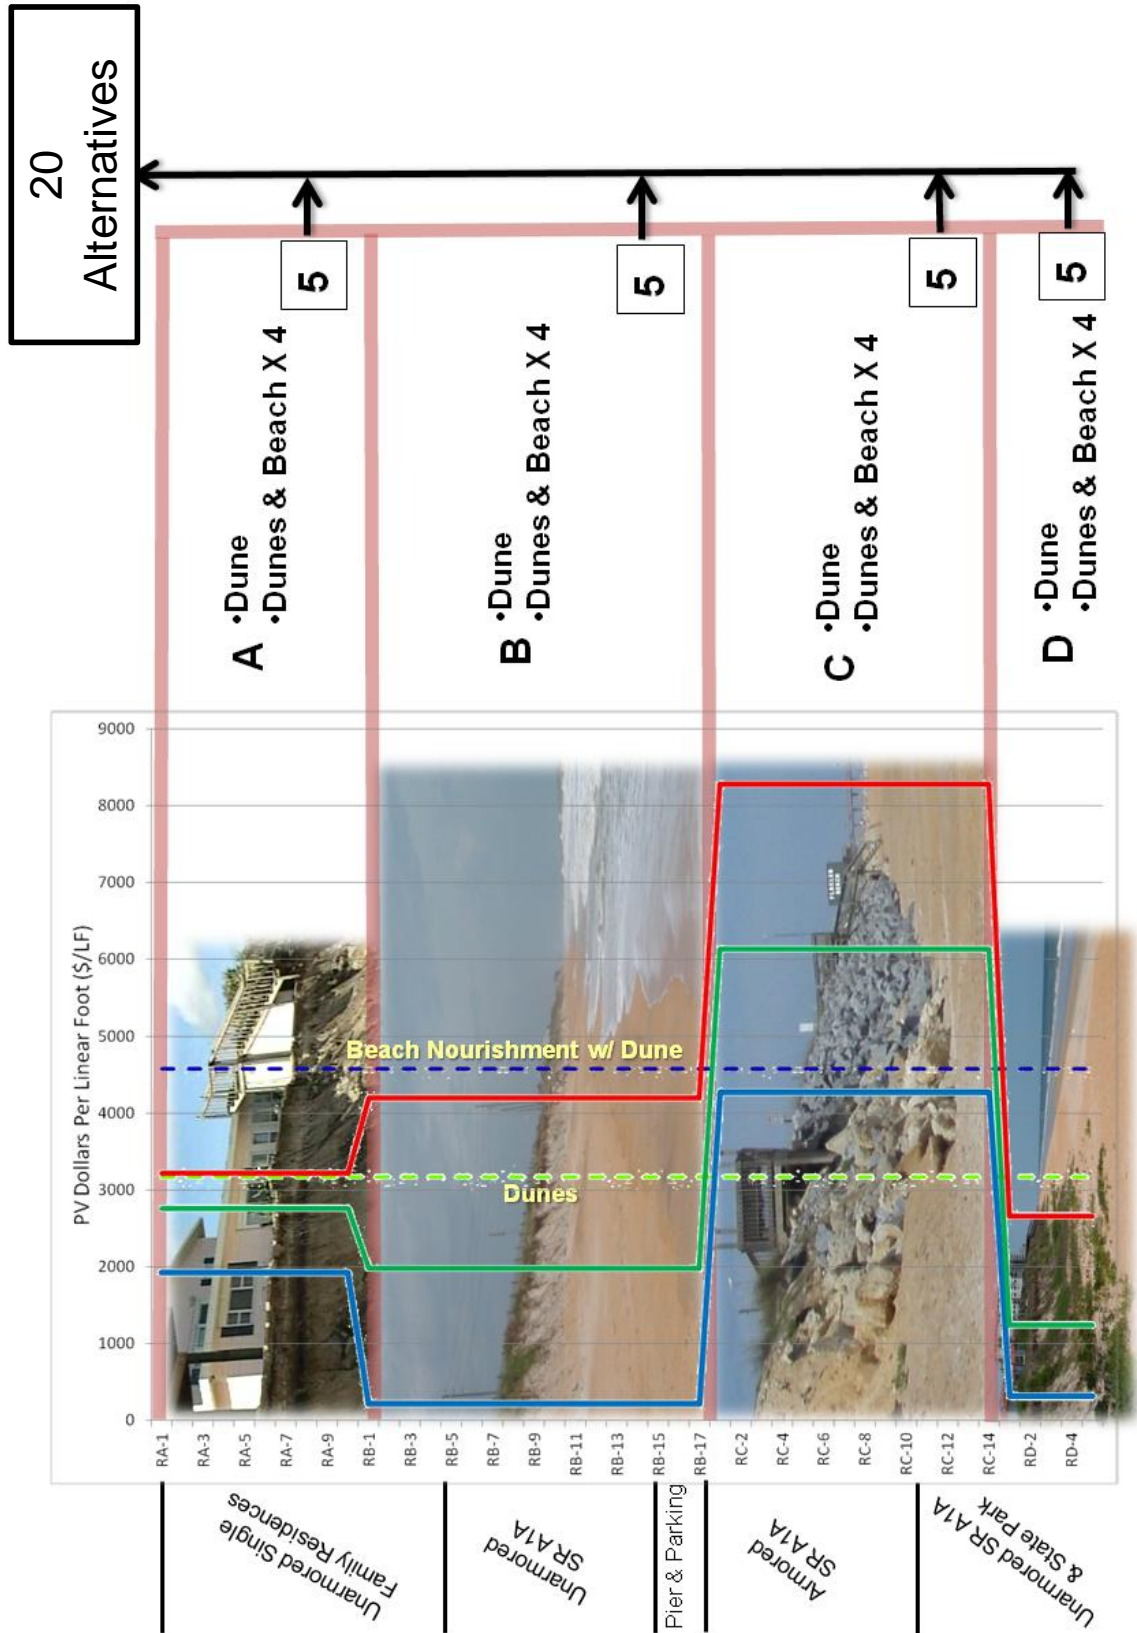 20
Alternatives
5
5
5
5
A
•Dune
•Dunes & Beach X 4
B
•Dune
•Dunes & Beach X 4
C
•Dune
•Dunes & Beach X 4
D
•Dune
•Dunes & Beach X 4
PV Dollars Per Linear Foot ($/LF)
9000
8000
7000
6000
5000
4000
3000
2000
1000
0
Beach Nourishment w/ Dune
Dunes
RA-1
RA-3
RA-5
RA-7
RA-9
RB-1
RB-3
RB-5
RB-7
RB-9
RB-11
RB-13
RB-15
RB-17
RC-2
RC-4
RC-6
RC-8
RC-10
RC-12
RC-14
RD-2
RD-4
Unarmored Single
Family Residences
Unarmored
SR A1A
Pier & Parking
Armored
SR A1A
Unarmored SR A1A
& State Park